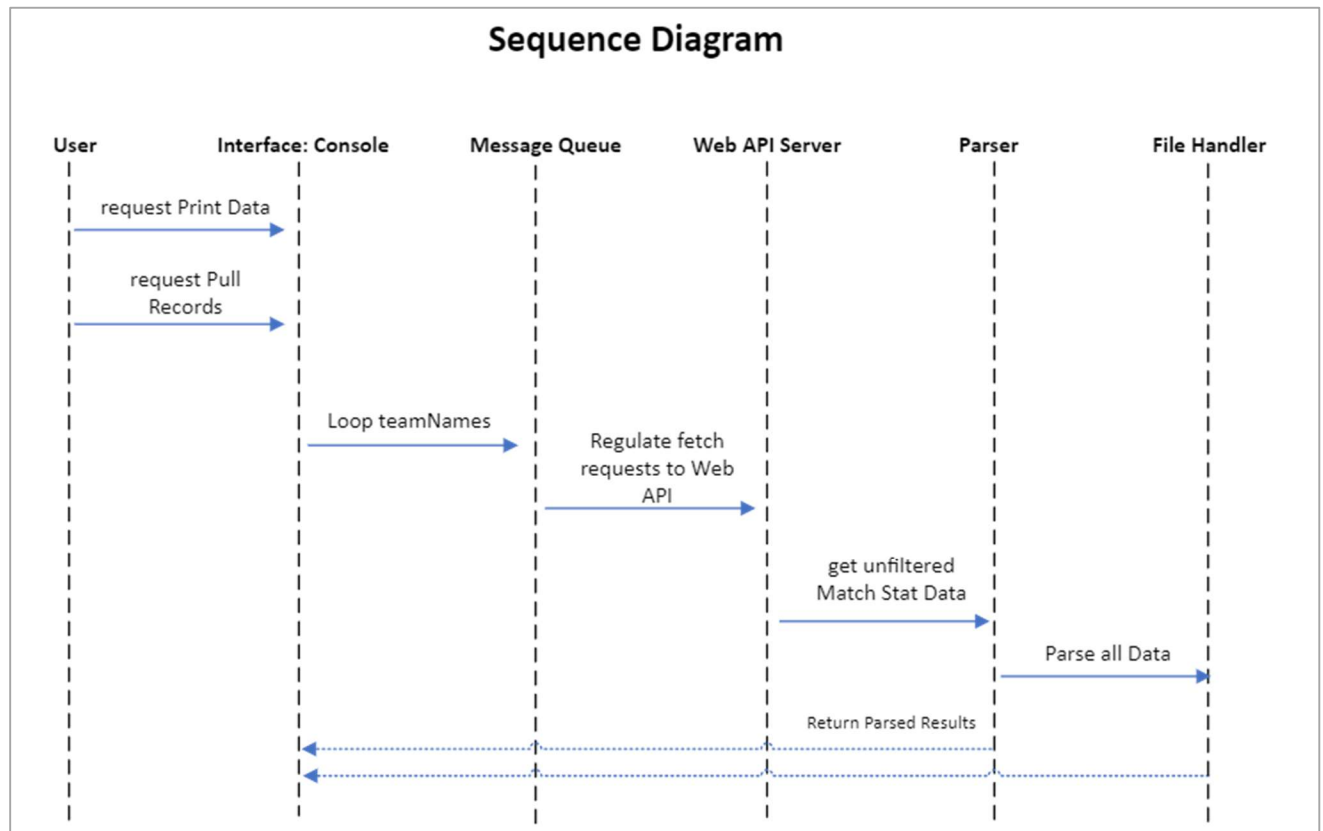 Sequence Diagram
User
Interface: Console
Message Queue
Web API Server
Parser
File Handler
request Print Data
request Pull
Records
Loop teamNames
Regulate fetch
requests to Web
API
get unfiltered
Match Stat Data
Parse all Data
Return Parsed Results